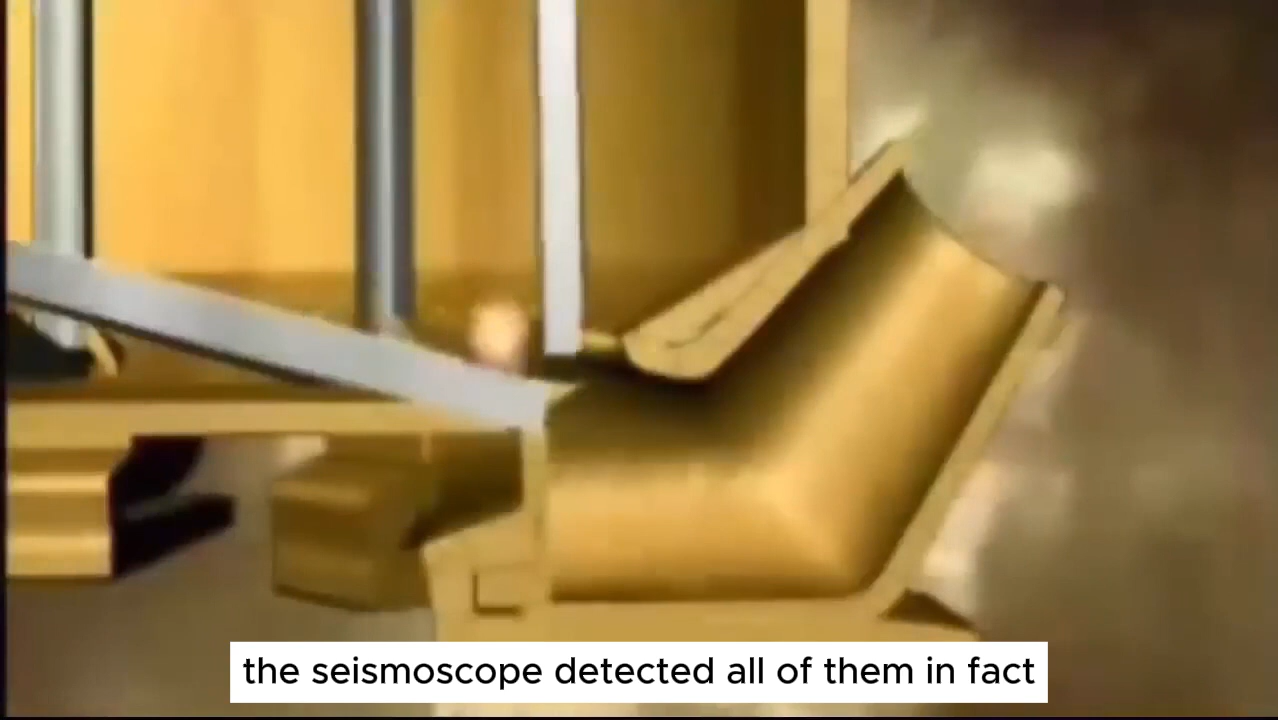 the seismoscope detected all of them in fact